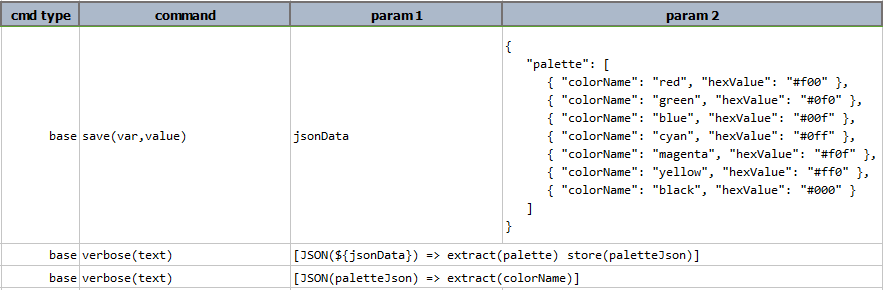 cmd type command param 1 param 2
{
"palette": [
{ "colorName": "red", "hexValue": "#f00" },
{ "colorName": "green", "hexValue": "#0f0" },
{ "colorName": "blue", "hexValue": "#00f" },
base save(var,value) jsonData { "colorName": "cyan", "hexValue": "#0ff" },
{ "colorName": "magenta", "hexValue": "#f0f" },
{ "colorName": "yellow", "hexValue": "#ff0" },
{ "colorName": "black", "hexValue": "#000" }
]
}
base verbose(text) [JSON(${jsonData}) => extract(palette) store(paletteJson)]
base verbose(text) [JSON(paletteJson) => extract(colorName)]